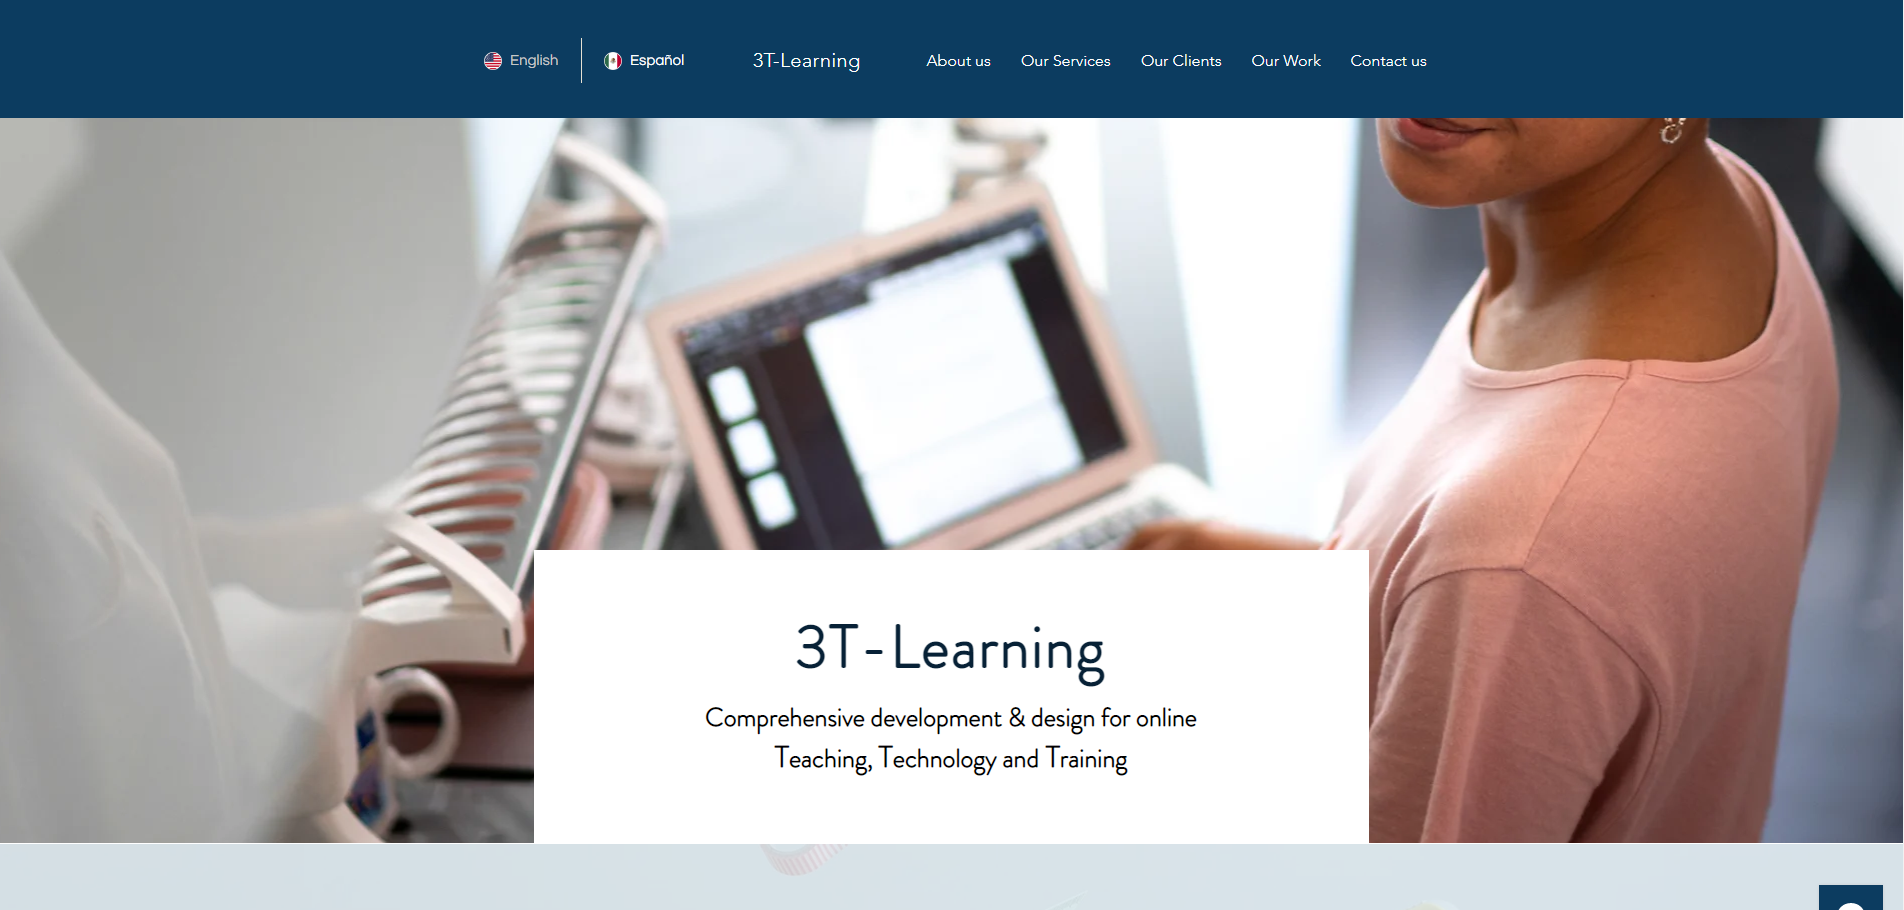 English
Español
3T-Learning
About us
Our Services
Our Clients
Our Work
Contact us
3T-Learning
Comprehensive development & design for online
Teaching, Technology and Training